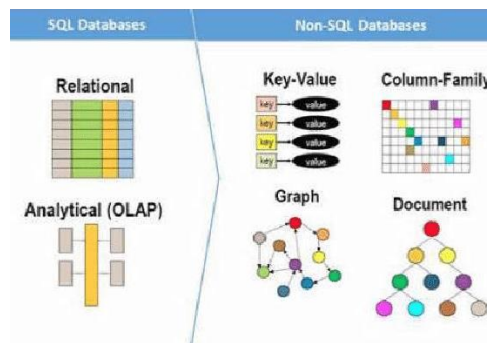 SQL Databases
Non-SQL Databases
Relational
Analytical (OLAP)
Key-Value
key value
key value
key value
key value
Column-Family
Graph
Document